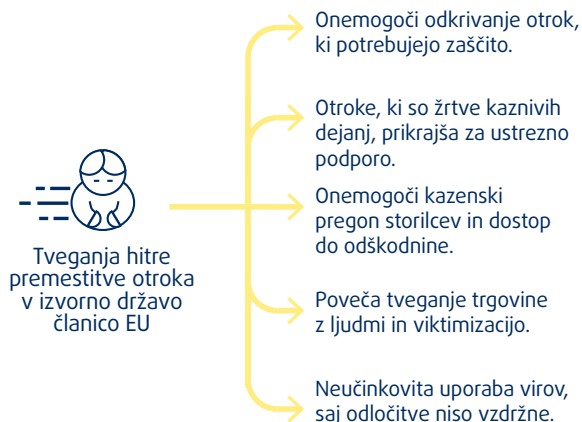 Tveganja hitre
premestitve otroka
v izvorno državo
članico EU
Onemogoči odkrivanje otrok,
ki potrebujejo zaščito.
Otroke, ki so žrtve kaznivih
dejanj, prikrajša za ustrezno
podporo.
Onemogoči kazenski
pregon storilcev in dostop
do odškodnine.
Poveča tveganje trgovine
z ljudmi in viktimizacijo.
Neučinkovita uporaba virov,
saj odločitve niso vzdržne.